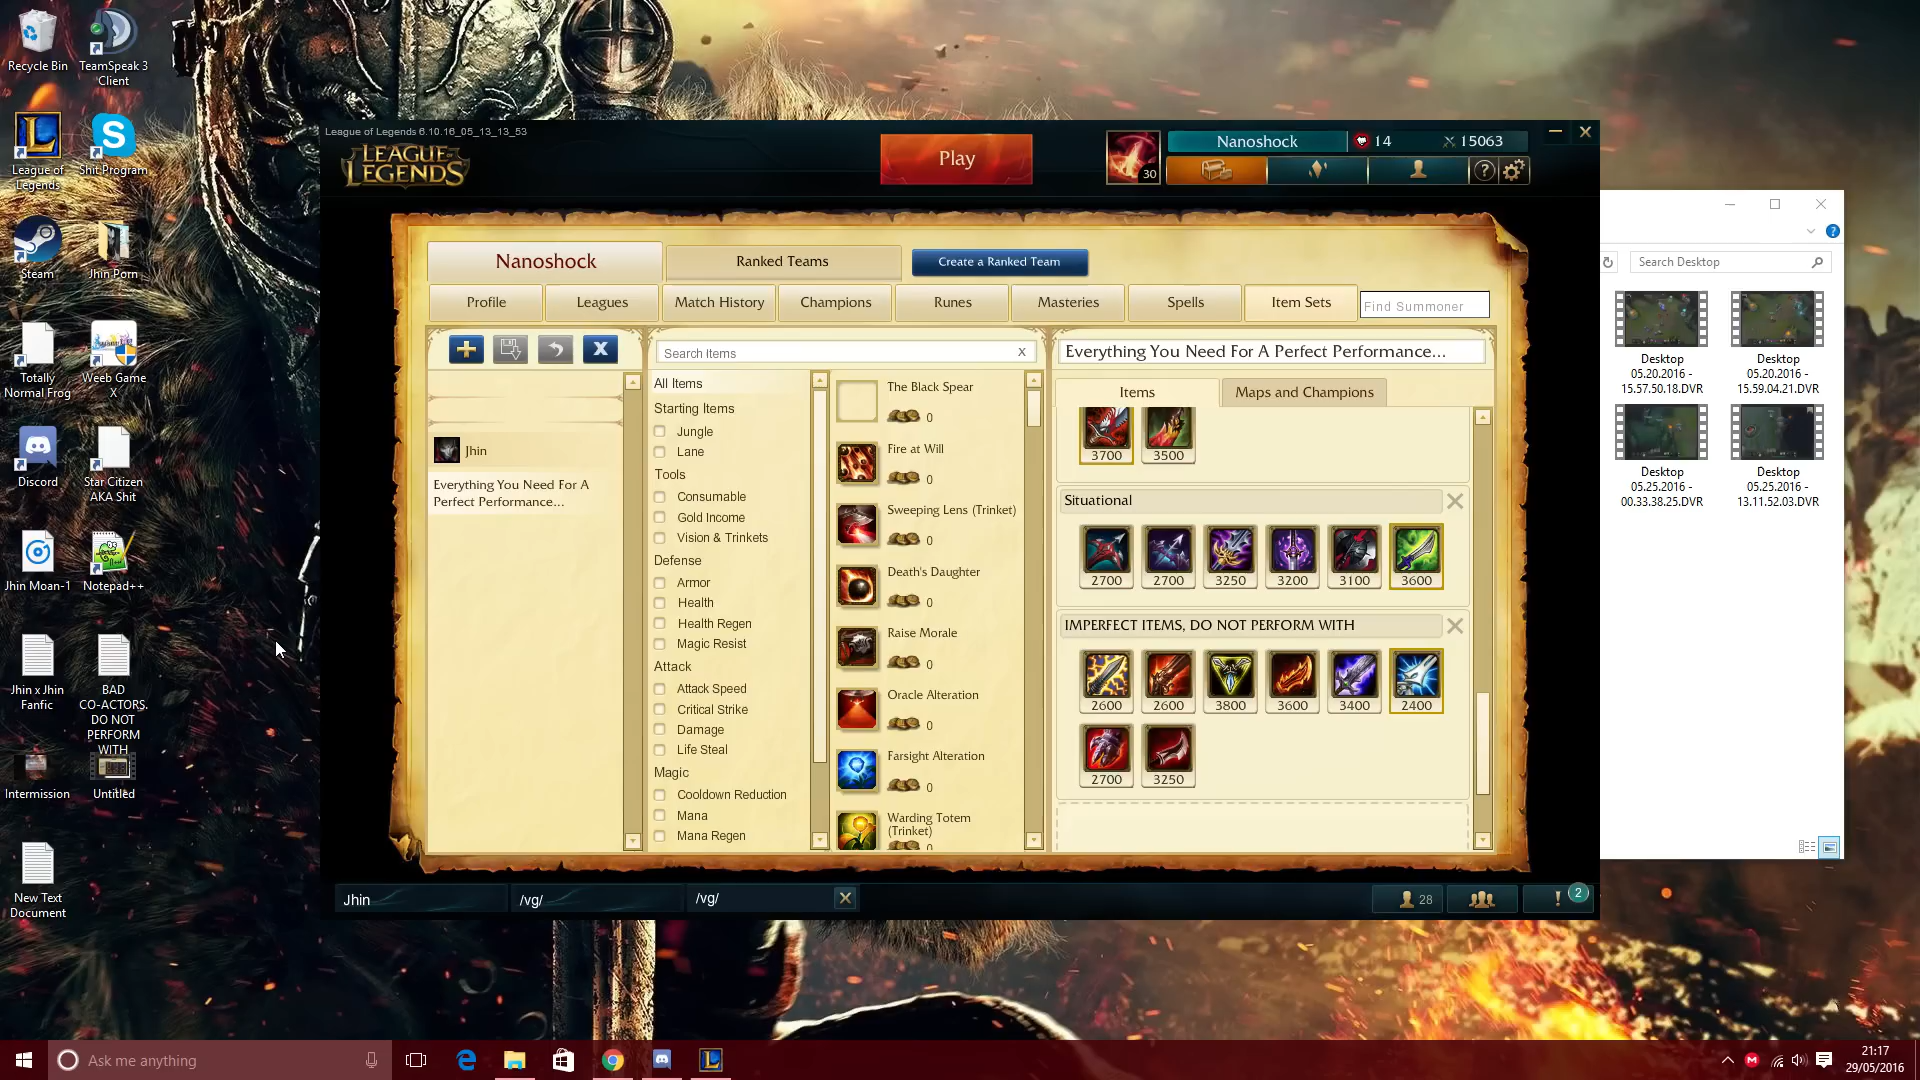 Recycle Bin
TeamSpeak 3
Client
League of
Legends
Shit Program
Steam
Jhin Porn
Totally
Normal Frog
Weeb Game
X
Discord
Star Citizen
AKA Shit
Jhin Moan-1
Notepad++
Jhin x Jhin
Fanfic
BAD
CO-ACTORS.
DO NOT
PERFORM
WITH
Intermission
Untitled
New Text
Document
League of Legends 6.10.16_05_13_13_53
LEAGUE OF
LEGENDS
Play
30
Nanoshock
14
15063
?
Nanoshock
Ranked Teams
Create a Ranked Team
Profile
Leagues
Match History
Champions
Runes
Masteries
Spells
Item Sets
Find Summoner
Jhin
Everything You Need For A
Perfect Performance...
Search Items
x
All Items
Starting Items
Jungle
Lane
Tools
Consumable
Gold Income
Vision & Trinkets
Defense
Armor
Health
Health Regen
Magic Resist
Attack
Attack Speed
Critical Strike
Damage
Life Steal
Magic
Cooldown Reduction
Mana
Mana Regen
The Black Spear
0
Fire at Will
0
Sweeping Lens (Trinket)
0
Death's Daughter
0
Raise Morale
0
Oracle Alteration
0
Farsight Alteration
0
Warding Totem
(Trinket)
0
Everything You Need For A Perfect Performance...
Items
Maps and Champions
3700 3500
Situational
2700 2700 3250 3200 3100 3600
IMPERFECT ITEMS, DO NOT PERFORM WITH
2600 2600 3800 3600 3400 2400
2700 3250
Jhin
/vg/
/vg/
28
!
2
?
Search Desktop
Desktop
05.20.2016 -
15.57.50.18.DVR
Desktop
05.20.2016 -
15.59.04.21.DVR
Desktop
05.25.2016 -
00.33.38.25.DVR
Desktop
05.25.2016 -
13.11.52.03.DVR
Ask me anything
21:17
29/05/2016